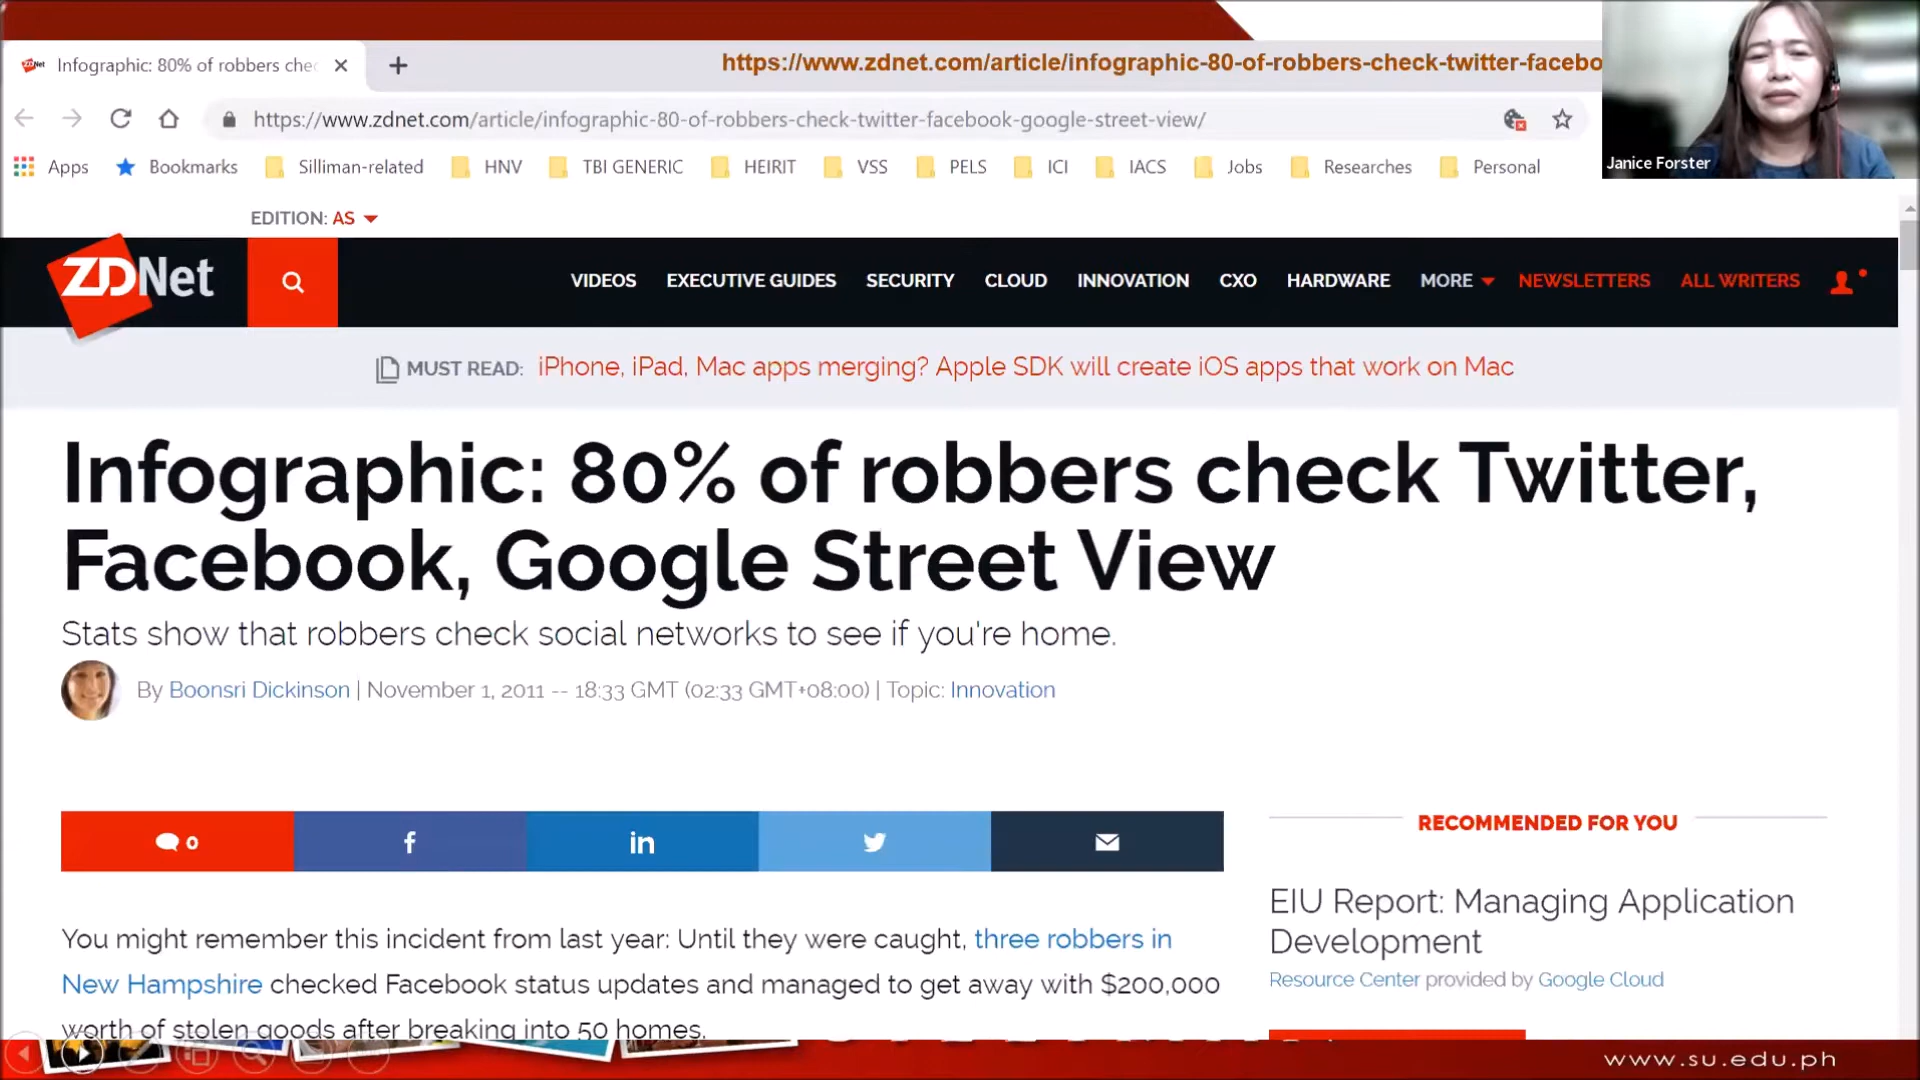 Infographic: 80% of robbers che
https://www.zdnet.com/article/infographic-80-of-robbers-check-twitter-facebo
https://www.zdnet.com/article/infographic-80-of-robbers-check-twitter-facebook-google-street-view/
Apps Bookmarks Silliman-related HNV TBI GENERIC HEIRIT VSS PELS ICI IACS Jobs Researches Personal
Janice Forster
EDITION: AS
ZDNet VIDEOS EXECUTIVE GUIDES SECURITY CLOUD INNOVATION CXO HARDWARE MORE NEWSLETTERS ALL WRITERS
MUST READ: iPhone, iPad, Mac apps merging? Apple SDK will create iOS apps that work on Mac
Infographic: 80% of robbers check Twitter,
Facebook, Google Street View
Stats show that robbers check social networks to see if you're home.
By Boonsri Dickinson | November 1, 2011 -- 18:33 GMT (02:33 GMT+08:00) | Topic: Innovation
0 f in
You might remember this incident from last year: Until they were caught, three robbers in
New Hampshire checked Facebook status updates and managed to get away with $200,000
worth of stolen goods after breaking into 50 homes.
RECOMMENDED FOR YOU
EIU Report: Managing Application
Development
Resource Center provided by Google Cloud
www.su.edu.ph